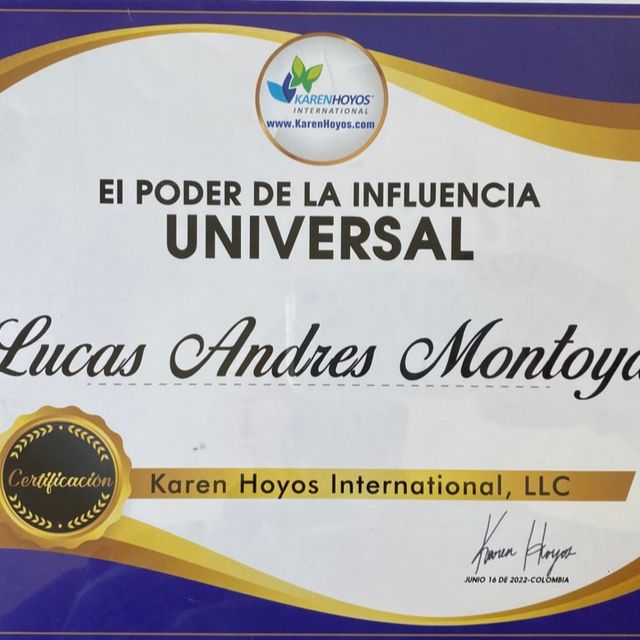 KARENHOYOS
INTERNATIONAL
www.KarenHoyos.com
El PODER DE LA INFLUENCIA
UNIVERSAL
Lucas Andres Montoya
Certificación
Karen Hoyos International, LLC
Karen Hoyos
JUNIO 16 DE 2022-COLOMBIA